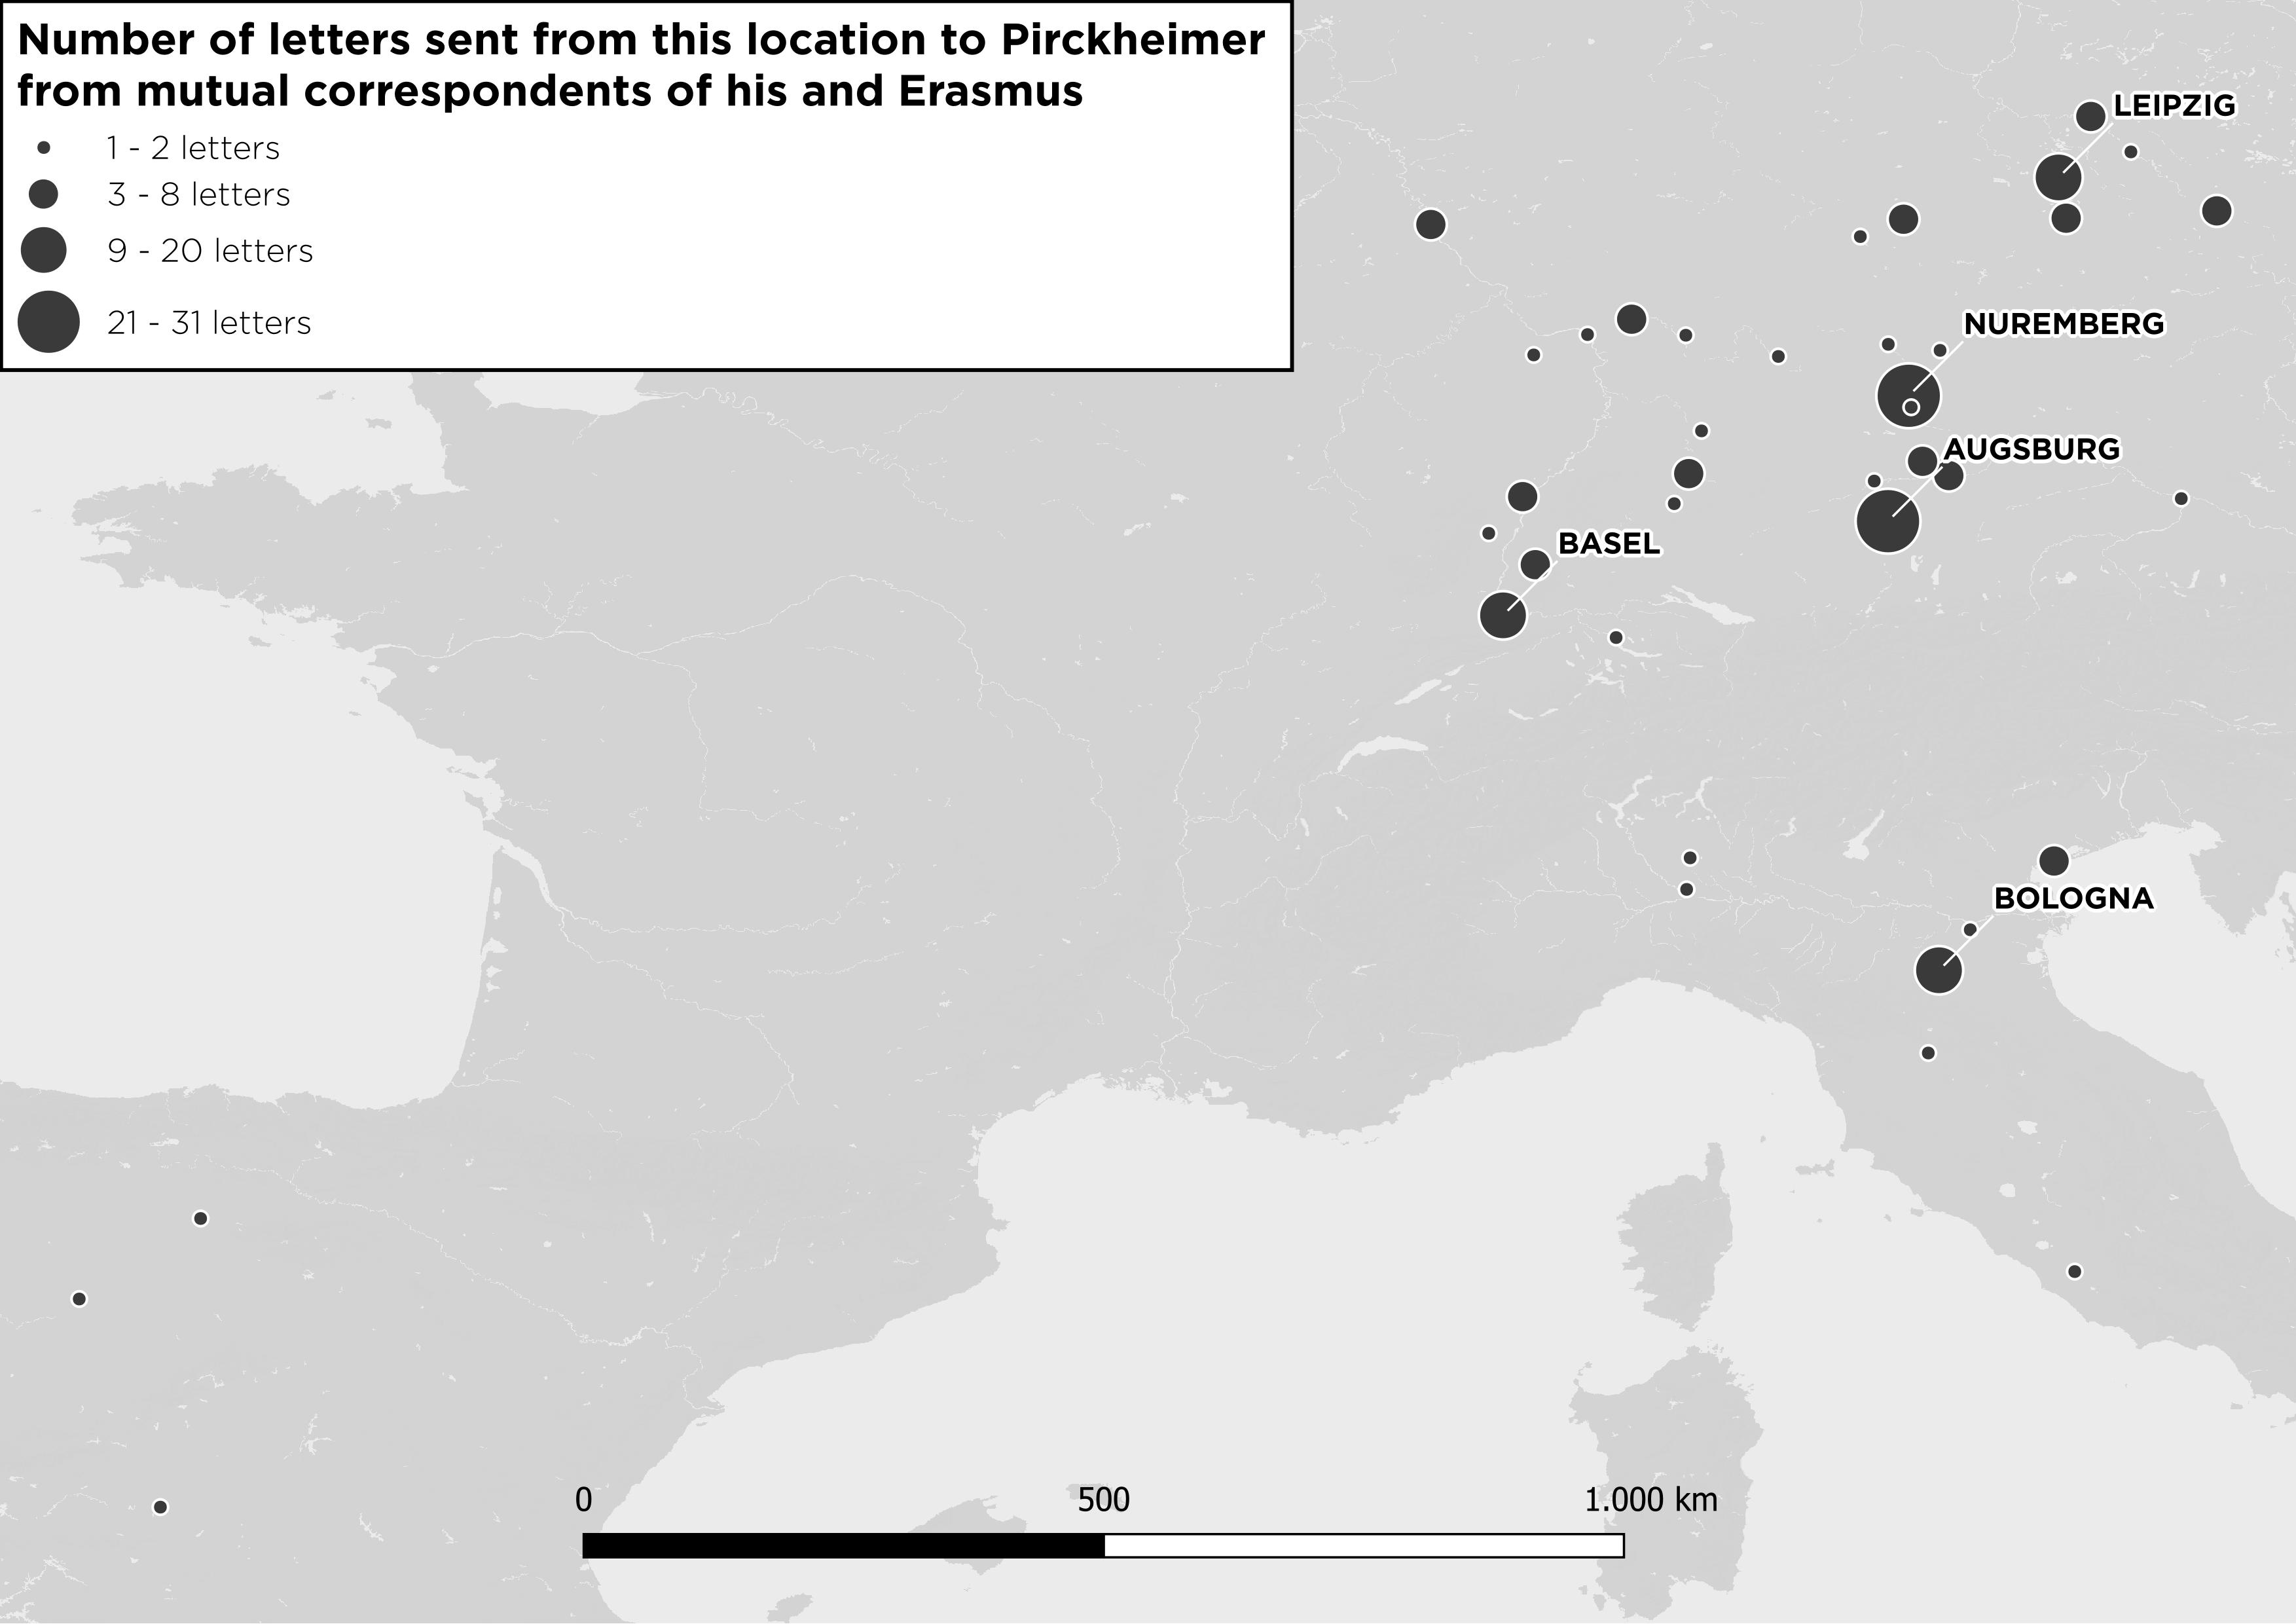 Number of letters sent from this location to Pirckheimer
from mutual correspondents of his and Erasmus
1 - 2 letters
3 - 8 letters
9 - 20 letters
21 - 31 letters
LEIPZIG
NUREMBERG
AUGSBURG
BASEL
BOLOGNA
0 500 1.000 km